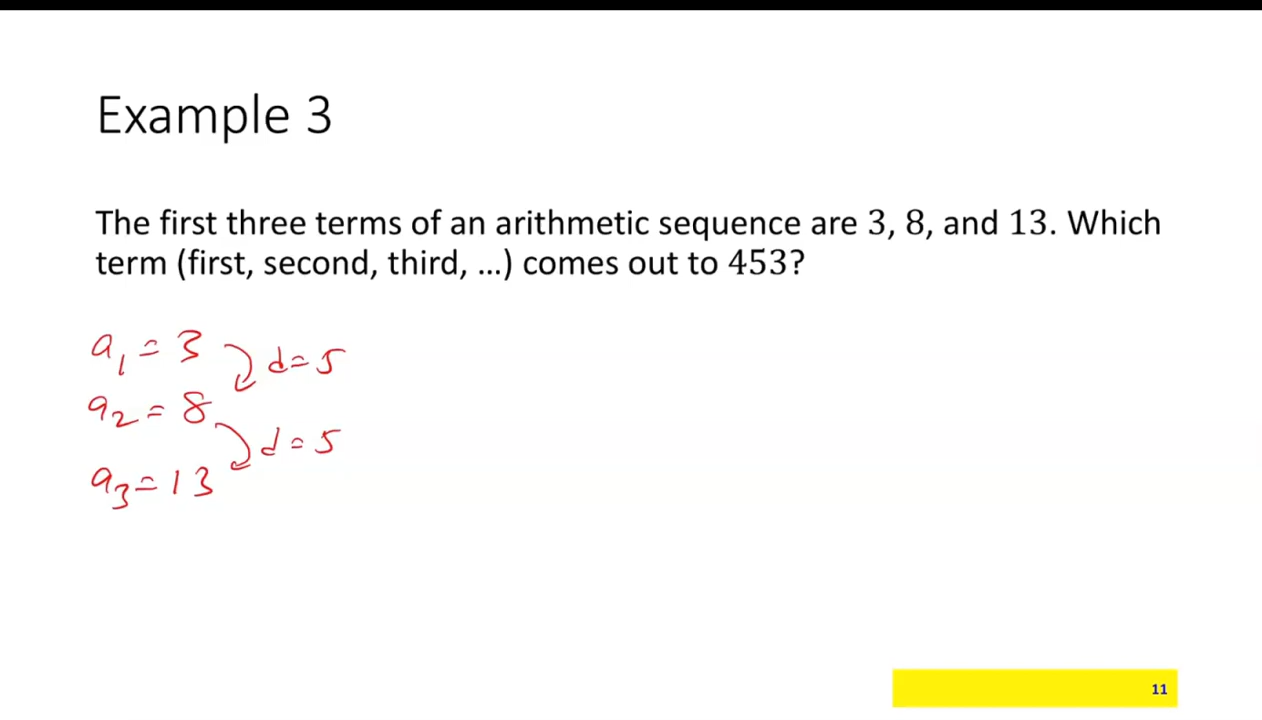 Example 3
The first three terms of an arithmetic sequence are 3, 8, and 13. Which
term (first, second, third, ...) comes out to 453?
a₁ = 3
d = 5
a₂ = 8
d = 5
a₃ = 13
11